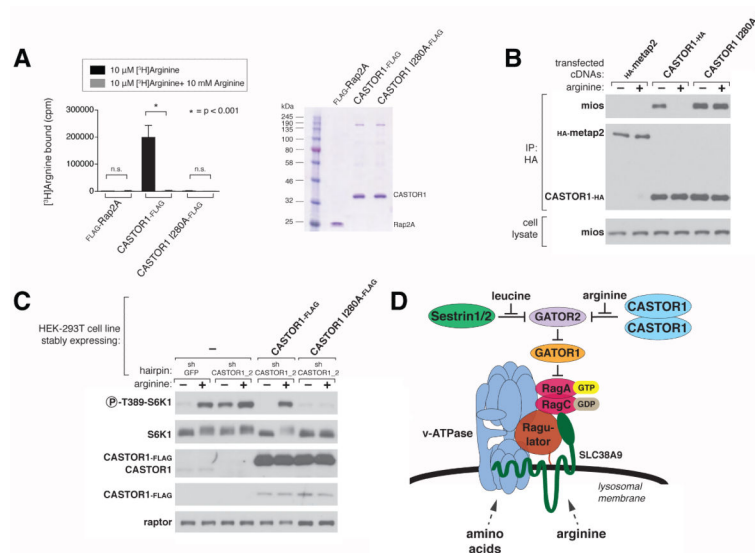 A
10 μM [³H]Arginine
10 μM [³H]Arginine+ 10 mM Arginine
[³H]Arginine bound (cpm)
300000
200000
100000
0
n.s.
*
n.s.
* = p < 0.001
FLAG-Rap2A
CASTOR1-FLAG
CASTOR1 I280A-FLAG
FLAG-Rap2A
CASTOR1-FLAG
CASTOR1 I280A-FLAG
kDa
245
190
135
100
80
58
46
32
25
CASTOR1
Rap2A
B
transfected
cDNAs:
HA-metap2
CASTOR1-HA
CASTOR1 I280A
arginine:
– + – + – +
IP:
HA
mios
HA-metap2
CASTOR1-HA
cell
lysate
mios
C
HEK-293T cell line
stably expressing:
–
CASTOR1-FLAG
CASTOR1 I280A-FLAG
hairpin:
sh
GFP
sh
CASTOR1_2
sh
CASTOR1_2
sh
CASTOR1_2
arginine:
– + – + – + – +
Ⓟ-T389-S6K1
S6K1
CASTOR1-FLAG
CASTOR1
CASTOR1-FLAG
raptor
D
leucine
arginine
Sestrin1/2
GATOR2
CASTOR1
CASTOR1
GATOR1
RagA
GTP
RagC
GDP
v-ATPase
Ragu-
lator
SLC38A9
lysosomal
membrane
amino
acids
arginine